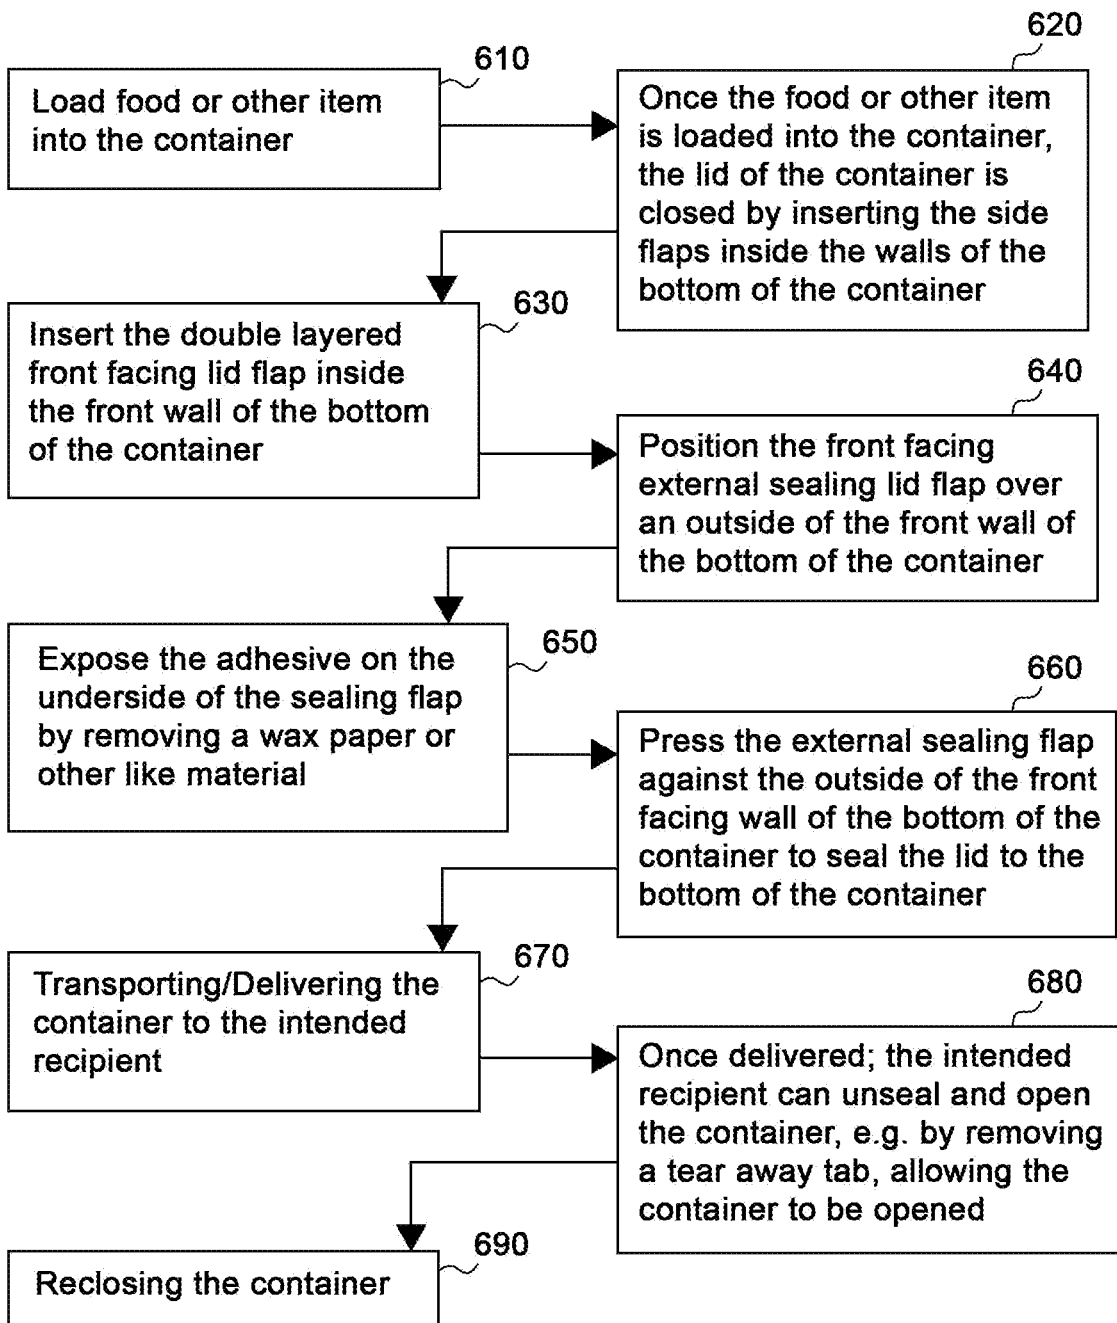 610
Load food or other item
into the container
620
Once the food or other item
is loaded into the container,
the lid of the container is
closed by inserting the side
flaps inside the walls of the
bottom of the container
630
Insert the double layered
front facing lid flap inside
the front wall of the bottom
of the container
640
Position the front facing
external sealing lid flap over
an outside of the front wall of
the bottom of the container
650
Expose the adhesive on the
underside of the sealing flap
by removing a wax paper or
other like material
660
Press the external sealing flap
against the outside of the front
facing wall of the bottom of the
container to seal the lid to the
bottom of the container
670
Transporting/Delivering the
container to the intended
recipient
680
Once delivered; the intended
recipient can unseal and open
the container, e.g. by removing
a tear away tab, allowing the
container to be opened
690
Reclosing the container